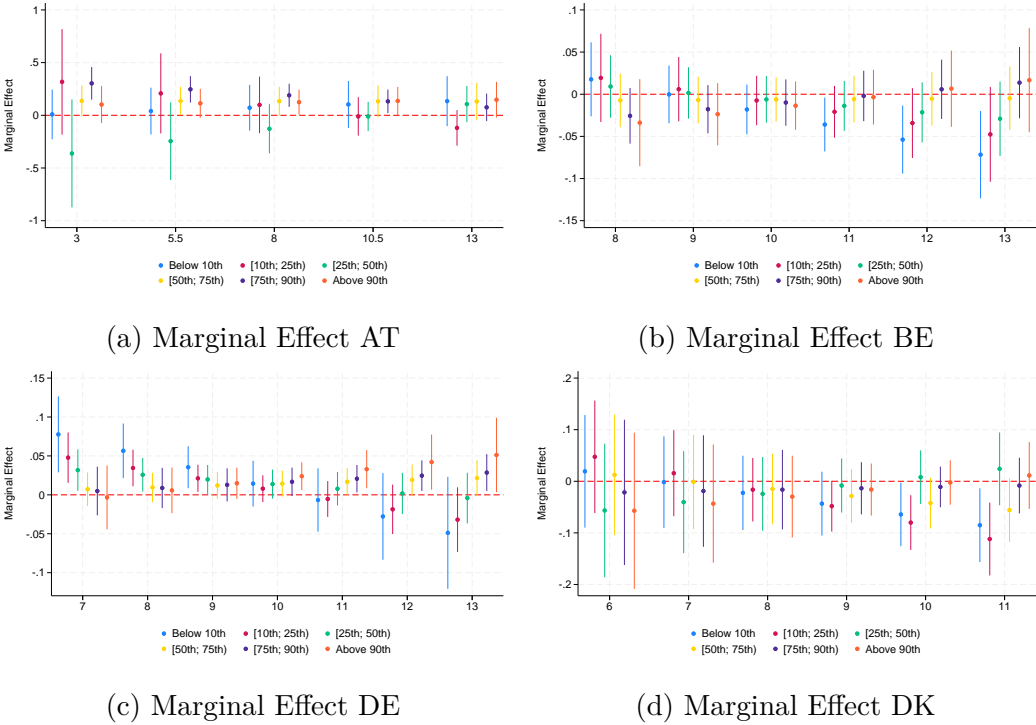 Marginal Effect
1
.5
0
-.5
-1
3 5.5 8 10.5 13
Below 10th [10th; 25th) [25th; 50th)
[50th; 75th) [75th; 90th) Above 90th
(a) Marginal Effect AT
Marginal Effect
.1
.05
0
-.05
-.1
-.15
8 9 10 11 12 13
Below 10th [10th; 25th) [25th; 50th)
[50th; 75th) [75th; 90th) Above 90th
(b) Marginal Effect BE
Marginal Effect
.15
.1
.05
0
-.05
-.1
7 8 9 10 11 12 13
Below 10th [10th; 25th) [25th; 50th)
[50th; 75th) [75th; 90th) Above 90th
(c) Marginal Effect DE
Marginal Effect
.2
.1
0
-.1
-.2
6 7 8 9 10 11
Below 10th [10th; 25th) [25th; 50th)
[50th; 75th) [75th; 90th) Above 90th
(d) Marginal Effect DK